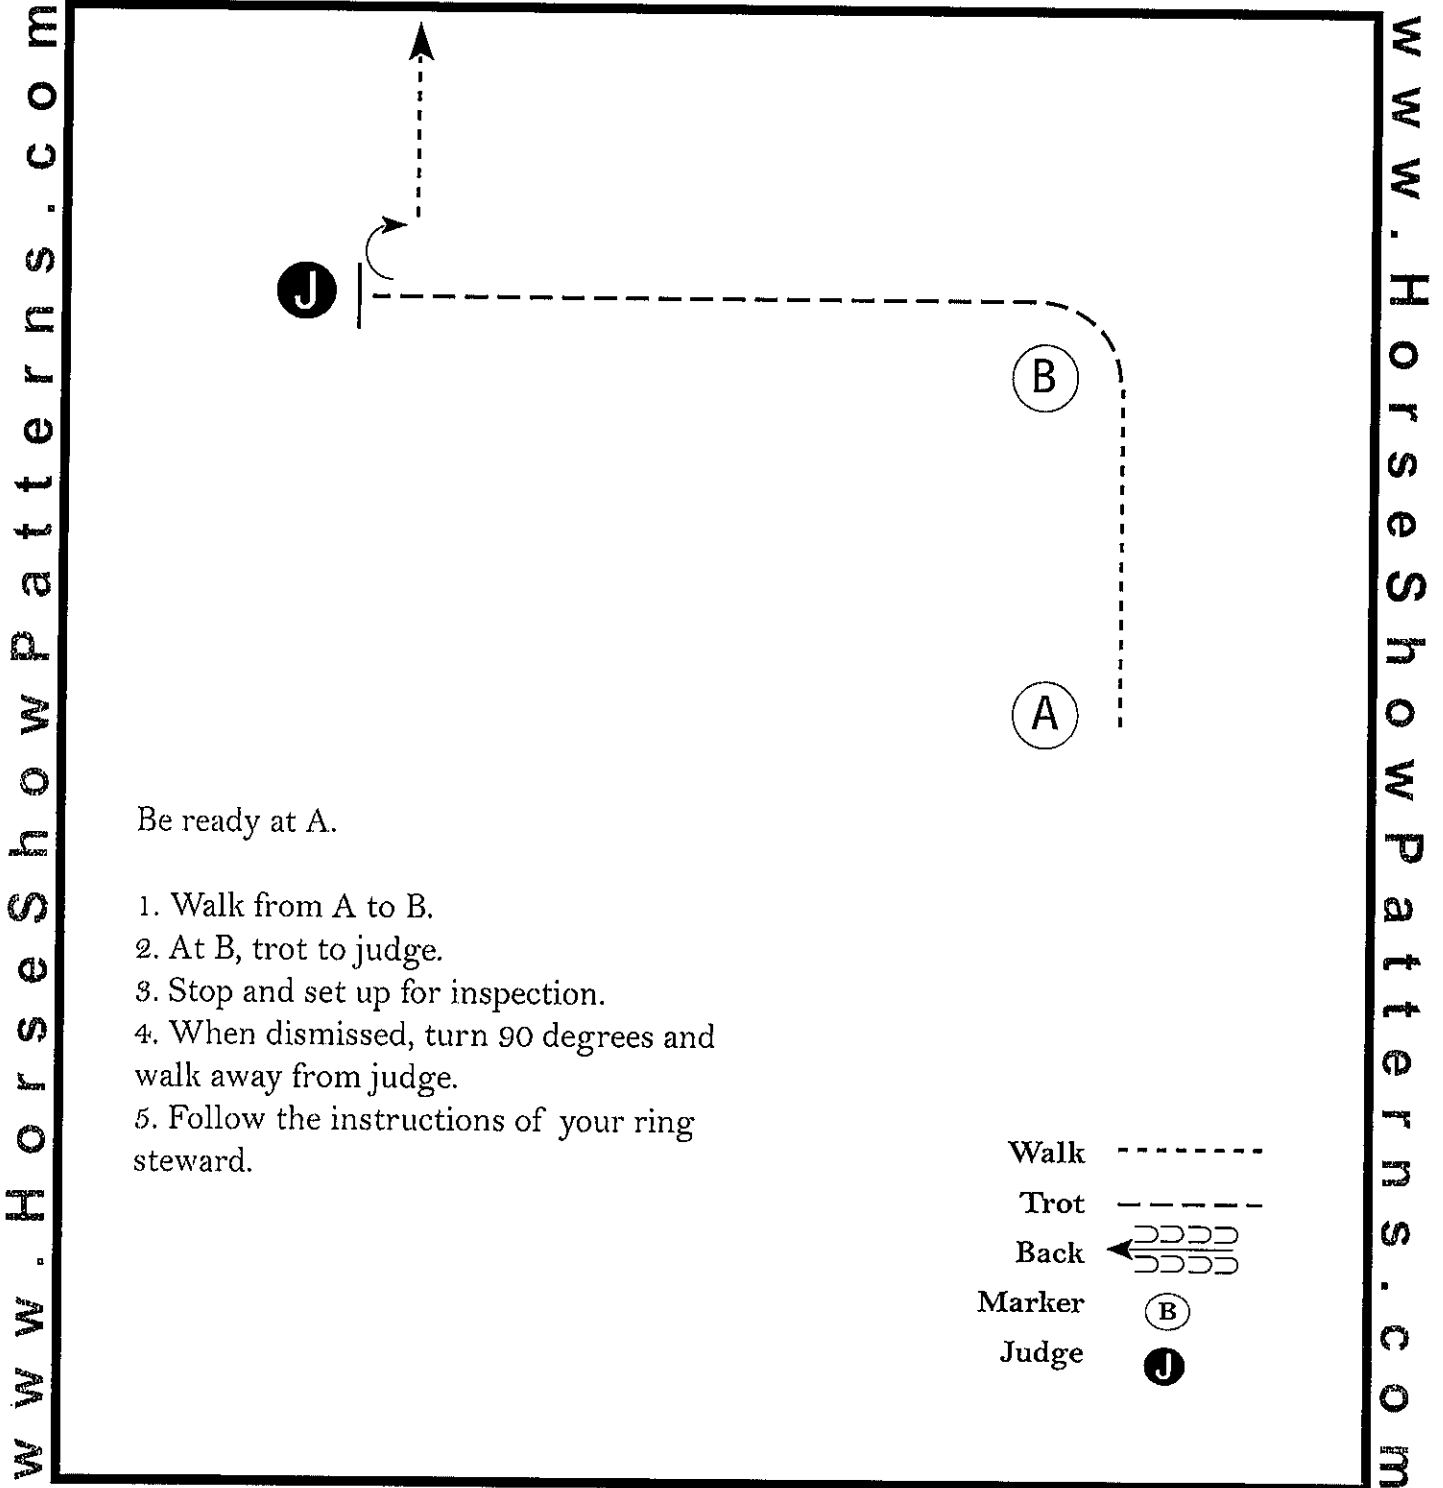 www.HorseShowPatterns.com
www.HorseShowPatterns.com
J
B
A
Be ready at A.
1. Walk from A to B.
2. At B, trot to judge.
3. Stop and set up for inspection.
4. When dismissed, turn 90 degrees and
walk away from judge.
5. Follow the instructions of your ring
steward.
Walk
Trot
Back
Marker B
Judge J